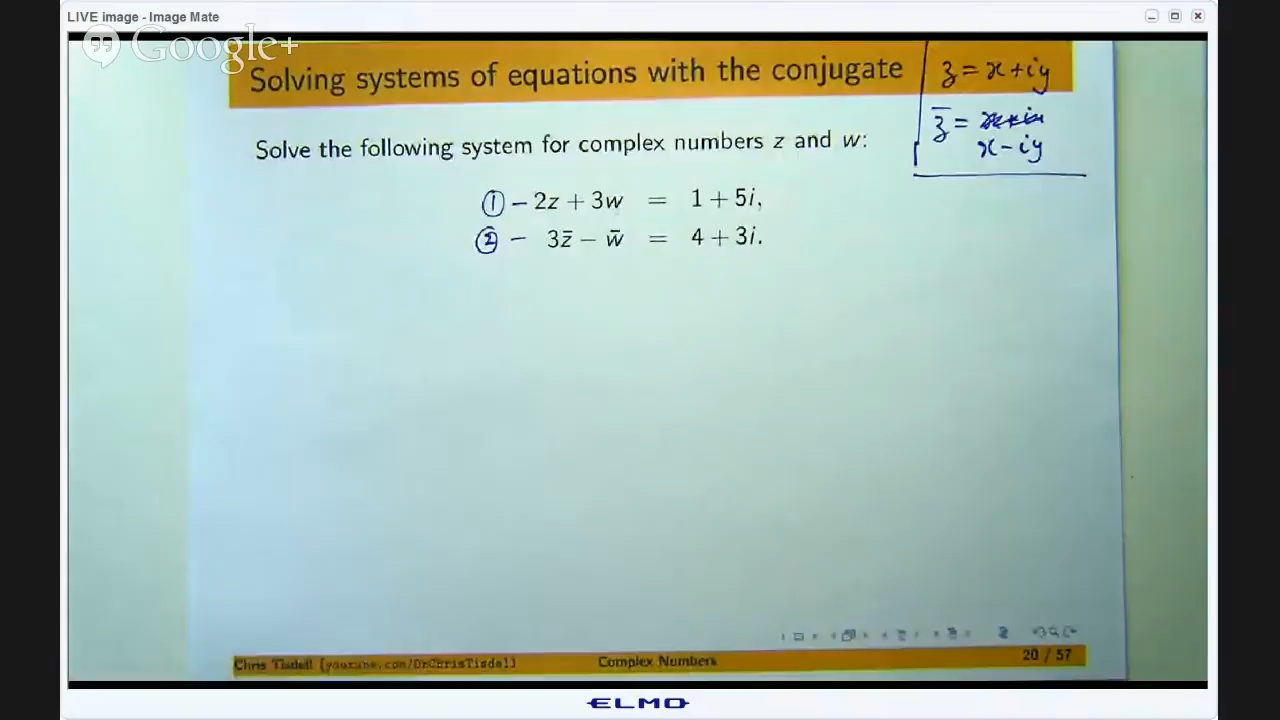 LIVE image - Image Mate
Google+
Solving systems of equations with the conjugate
z = x + iy
z̄ =
x - iy
Solve the following system for complex numbers z and w:
① – 2z + 3w = 1 + 5i,
② – 3z̄ − w̄ = 4 + 3i.
Chris Tisdell (youtube.com/DrChrisTisdell) Complex Numbers 20 / 57
ELMO